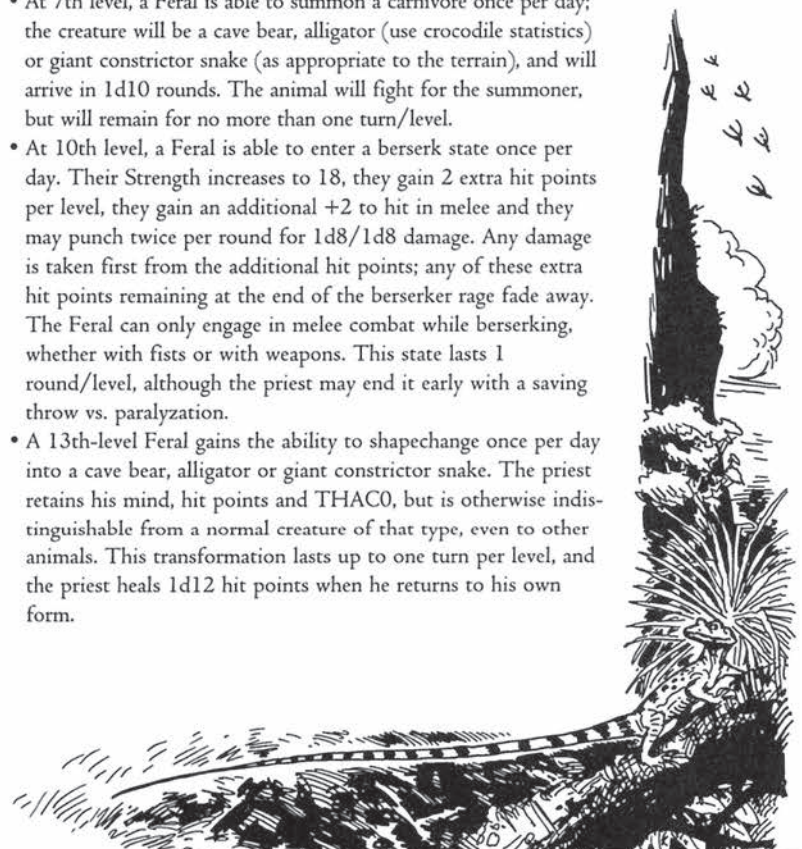 • At 7th level, a Feral is able to summon a carnivore once per day;
the creature will be a cave bear, alligator (use crocodile statistics)
or giant constrictor snake (as appropriate to the terrain), and will
arrive in 1d10 rounds. The animal will fight for the summoner,
but will remain for no more than one turn/level.
• At 10th level, a Feral is able to enter a berserk state once per
day. Their Strength increases to 18, they gain 2 extra hit points
per level, they gain an additional +2 to hit in melee and they
may punch twice per round for 1d8/1d8 damage. Any damage
is taken first from the additional hit points; any of these extra
hit points remaining at the end of the berserker rage fade away.
The Feral can only engage in melee combat while berserking,
whether with fists or with weapons. This state lasts 1
round/level, although the priest may end it early with a saving
throw vs. paralyzation.
• A 13th-level Feral gains the ability to shapechange once per day
into a cave bear, alligator or giant constrictor snake. The priest
retains his mind, hit points and THAC0, but is otherwise indis-
tinguishable from a normal creature of that type, even to other
animals. This transformation lasts up to one turn per level, and
the priest heals 1d12 hit points when he returns to his own
form.